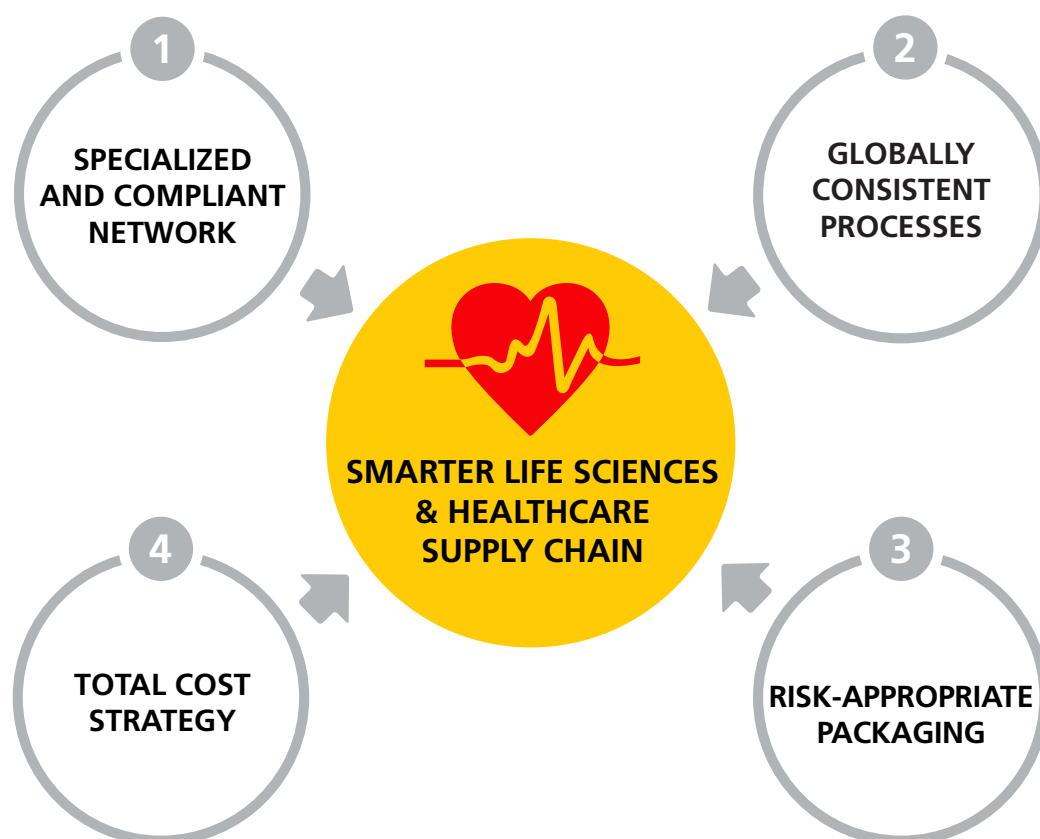 1
SPECIALIZED
AND COMPLIANT
NETWORK
2
GLOBALLY
CONSISTENT
PROCESSES
SMARTER LIFE SCIENCES
& HEALTHCARE
SUPPLY CHAIN
4
TOTAL COST
STRATEGY
3
RISK-APPROPRIATE
PACKAGING